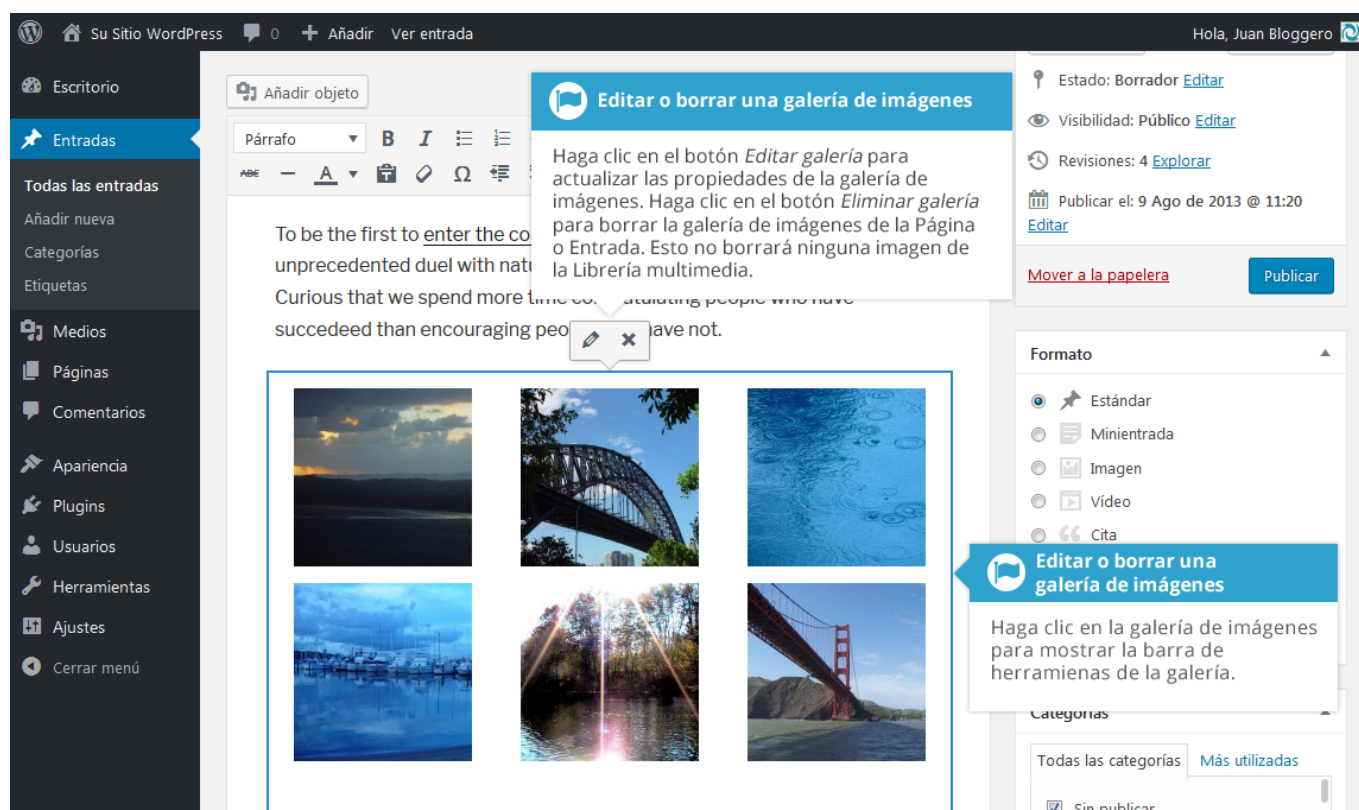 Su Sitio WordPress 0 + Añadir Ver entrada Hola, Juan Bloggero
Escritorio
Entradas
Todas las entradas
Añadir nueva
Categorías
Etiquetas
Medios
Páginas
Comentarios
Apariencia
Plugins
Usuarios
Herramientas
Ajustes
Cerrar menú
Añadir objeto
Párrafo B I
ABE A Ω
To be the first to enter the
unprecedented duel with
Curious that we spend more time congratulating people who have
succedeed than encouraging have not.
Editar o borrar una galería de imágenes
Haga clic en el botón Editar galería para
actualizar las propiedades de la galería de
imágenes. Haga clic en el botón Eliminar galería
para borrar la galería de imágenes de la Página
o Entrada. Esto no borrará ninguna imagen de
la Librería multimedia.
Estado: Borrador Editar
Visibilidad: Público Editar
Revisiones: 4 Explorar
Publicar el: 9 Ago de 2013 @ 11:20
Editar
Mover a la papelera Publicar
Formato
Estándar
Minientrada
Imagen
Vídeo
Cita
Editar o borrar una
galería de imágenes
Haga clic en la galería de imágenes
para mostrar la barra de
herramienas de la galería.
Categorías
Todas las categorías Más utilizadas
Sin publicar